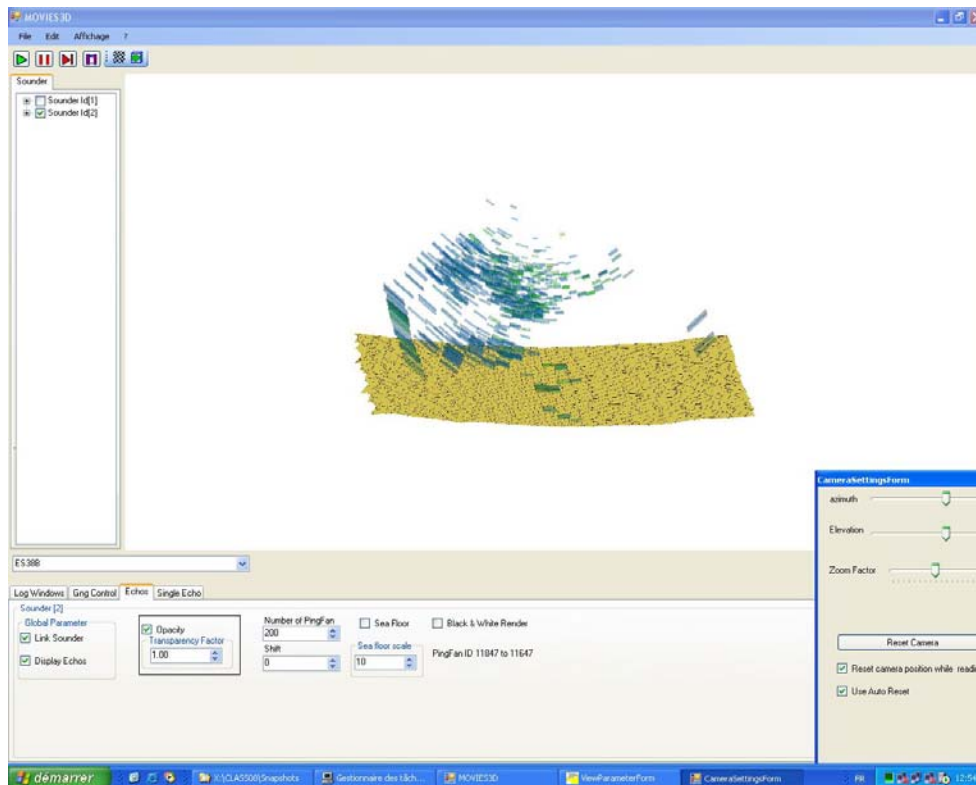 MOVIES3D
File Edit Affichage ?
Sounder
Sounder Id[1]
Sounder Id[2]
CameraSettingsForm
azimuth
Elevation
Zoom Factor
Reset Camera
Reset camera position while readi
Use Auto Reset
ES38B
Log Windows Gng Control Echos Single Echo
Sounder [2]
Global Parameter
Link Sounder
Display Echos
Opacity
Transparency Factor
1.00
Number of PingFan
200
Shift
0
Sea Floor
Sea floor scale
10
Black & White Render
PingFan ID 11847 to 11647
démarrer
X:\CLASS08\Snapshots
Gestionnaire des tâch...
MOVIES3D
ViewParameterForm
CameraSettingsForm
FR
12:54